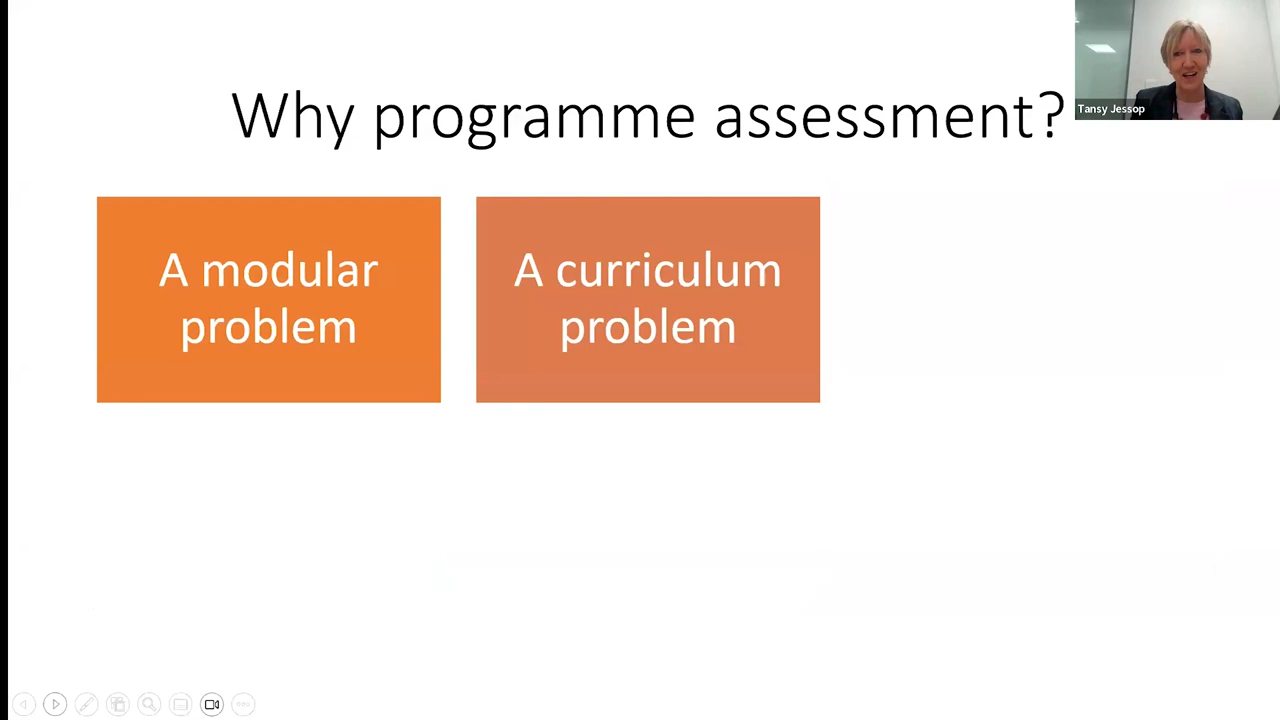 Why programme assessment?
Tansy Jessop
A modular
problem
A curriculum
problem